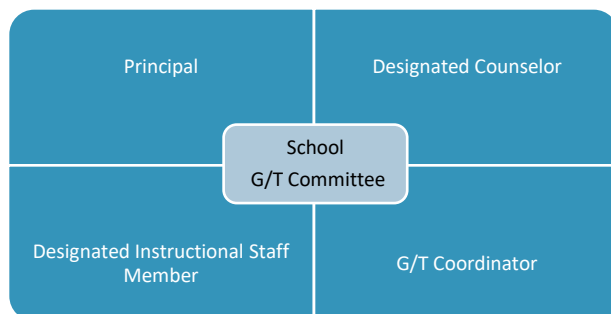 Principal
Designated Counselor
School
G/T Committee
Designated Instructional Staff
Member
G/T Coordinator